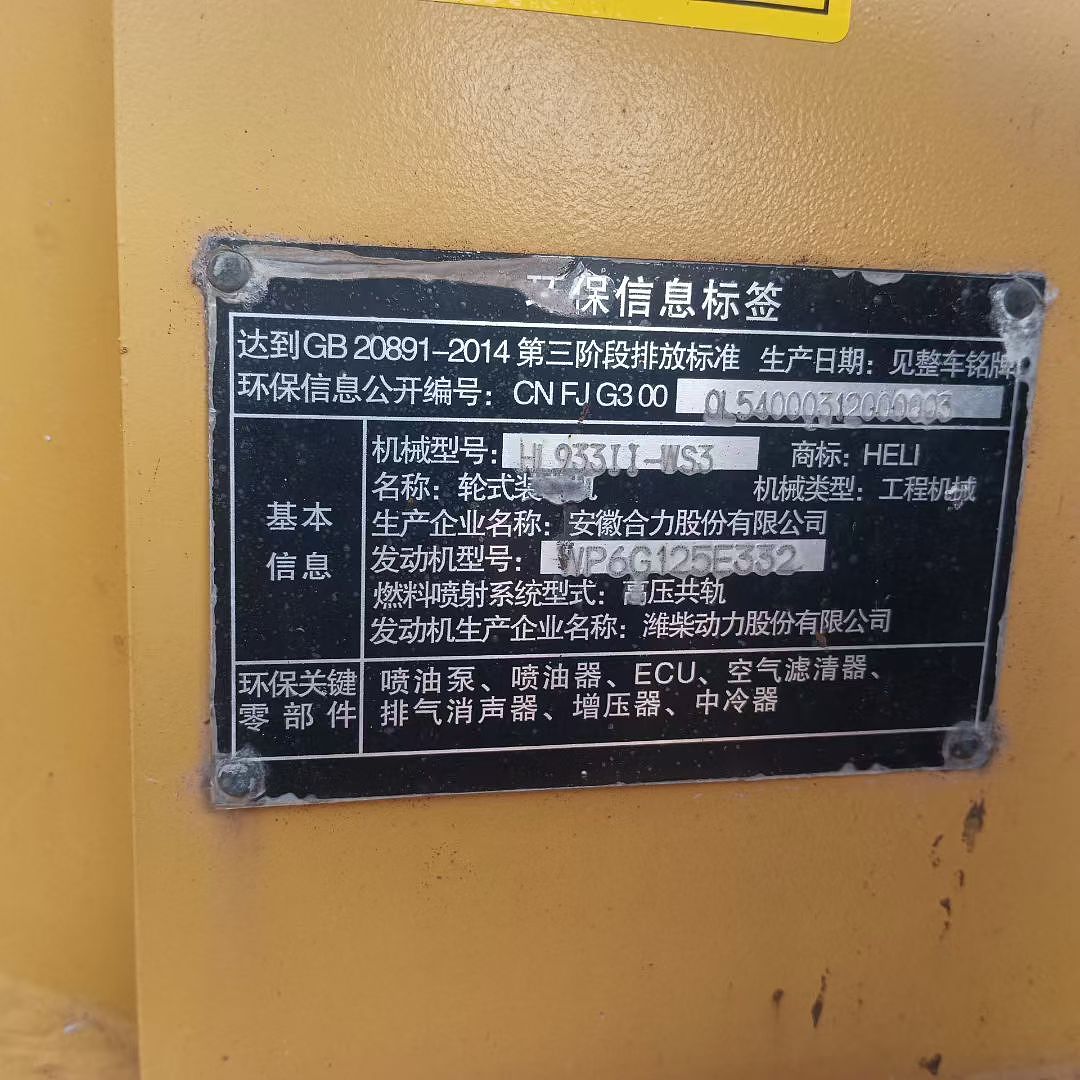 保信息标签
达到GB 20891-2014 第三阶段排放标准 生产日期：见整车铭牌
环保信息公开编号：CN FJ G3 00 0L54000312000003
基本信息
机械型号：HL933II-WS3 商标：HELI
名称：轮式装 机 机械类型：工程机械
生产企业名称：安徽合力股份有限公司
发动机型号：WP6G125E332
燃料喷射系统型式：高压共轨
发动机生产企业名称：潍柴动力股份有限公司
环保关键零部件
喷油泵、喷油器、ECU、空气滤清器、
排气消声器、增压器、中冷器